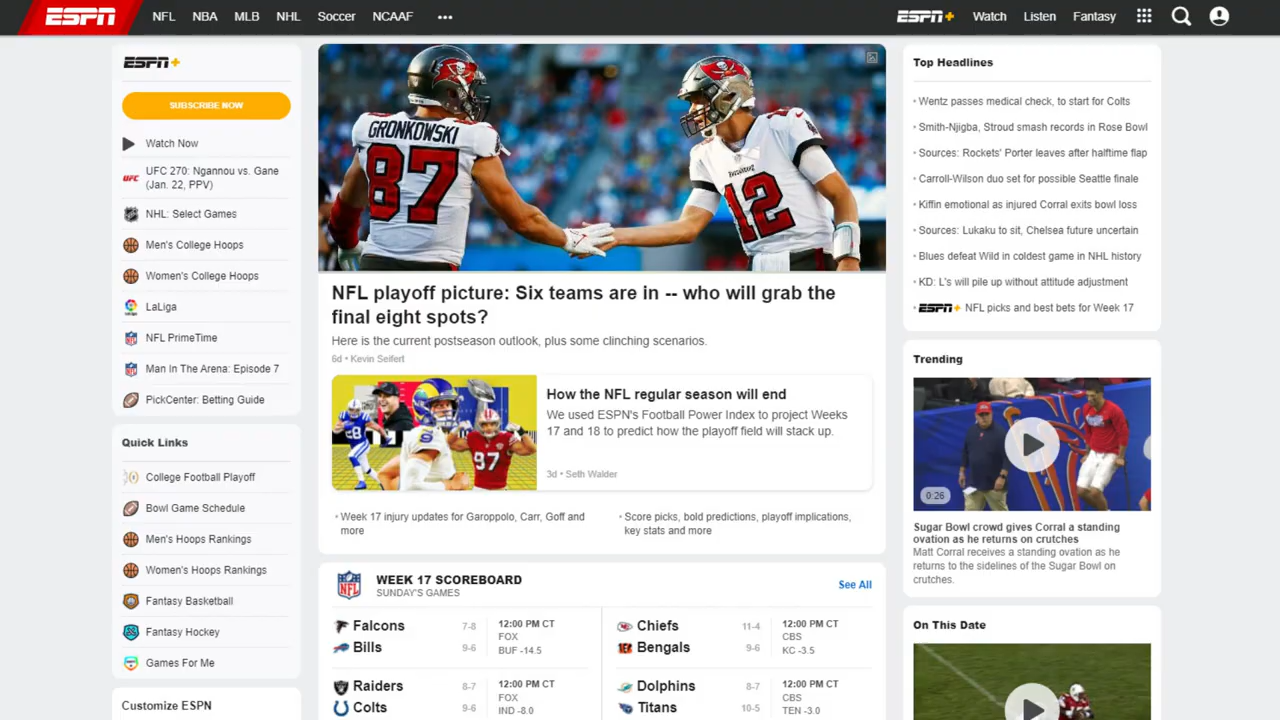 ESPN
NFL
NBA
MLB
NHL
Soccer
NCAAF
•••
ESPN+
Watch
Listen
Fantasy
ESPN+
SUBSCRIBE NOW
Watch Now
UFC
UFC 270: Ngannou vs. Gane
(Jan. 22, PPV)
NHL: Select Games
Men's College Hoops
Women's College Hoops
LaLiga
NFL PrimeTime
Man In The Arena: Episode 7
PickCenter: Betting Guide
Quick Links
College Football Playoff
Bowl Game Schedule
Men's Hoops Rankings
Women's Hoops Rankings
Fantasy Basketball
Fantasy Hockey
Games For Me
Customize ESPN
GRONKOWSKI
87
12
NFL playoff picture: Six teams are in -- who will grab the
final eight spots?
Here is the current postseason outlook, plus some clinching scenarios.
6d • Kevin Seifert
28
9
97
How the NFL regular season will end
We used ESPN's Football Power Index to project Weeks
17 and 18 to predict how the playoff field will stack up.
3d • Seth Walder
• Week 17 injury updates for Garoppolo, Carr, Goff and
more
• Score picks, bold predictions, playoff implications,
key stats and more
NFL
WEEK 17 SCOREBOARD
SUNDAY'S GAMES
See All
Falcons 7-8
Bills 9-6
12:00 PM CT
FOX
BUF -14.5
Chiefs 11-4
Bengals 9-6
12:00 PM CT
CBS
KC -3.5
Raiders 8-7
Colts 9-6
12:00 PM CT
FOX
IND -8.0
Dolphins 8-7
Titans 10-5
12:00 PM CT
CBS
TEN -3.0
Top Headlines
• Wentz passes medical check, to start for Colts
• Smith-Njigba, Stroud smash records in Rose Bowl
• Sources: Rockets' Porter leaves after halftime flap
• Carroll-Wilson duo set for possible Seattle finale
• Kiffin emotional as injured Corral exits bowl loss
• Sources: Lukaku to sit, Chelsea future uncertain
• Blues defeat Wild in coldest game in NHL history
• KD: L's will pile up without attitude adjustment
• ESPN+ NFL picks and best bets for Week 17
Trending
0:26
Sugar Bowl crowd gives Corral a standing
ovation as he returns on crutches
Matt Corral receives a standing ovation as he
returns to the sidelines of the Sugar Bowl on
crutches.
On This Date